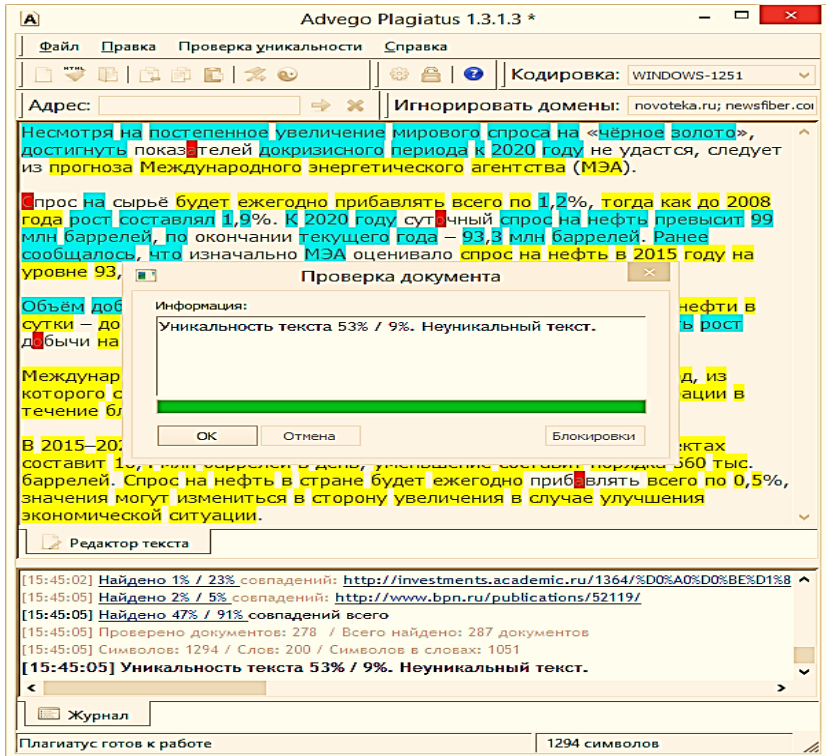 Advego Plagiatus 1.3.1.3 *
Файл Правка Проверка уникальности Справка
Кодировка: WINDOWS-1251
Адрес: Игнорировать домены: novoteka.ru; newsfiber.co
Несмотря на постепенное увеличение мирового спроса на «чёрное золото»,
достигнуть показателей докризисного периода к 2020 году не удастся, следует
из прогноза Международного энергетического агентства (МЭА).
Спрос на сырьё будет ежегодно прибавлять всего по 1,2%, тогда как до 2008
года рост составлял 1,9%. К 2020 году суточный спрос на нефть превысит 99
млн баррелей, по окончании текущего года – 93,3 млн баррелей. Ранее
сообщалось, что изначально МЭА оценивало спрос на нефть в 2015 году на
уровне 93,
Проверка документа
Объём доб нефти в
Информация:
Уникальность текста 53% / 9%. Неуникальный текст.
сутки – до ь рост
добычи на
Междунар д, из
которого с ации в
течение бл
OK Отмена Блокировки
В 2015–20 ектах
составит 10, млн баррелей в день, уменьшение составит порядка 560 тыс.
баррелей. Спрос на нефть в стране будет ежегодно прибавлять всего по 0,5%,
значения могут измениться в сторону увеличения в случае улучшения
экономической ситуации.
Редактор текста
[15:45:02] Найдено 1% / 23% совпадений: http://investments.academic.ru/1364/%D0%A0%D0%BE%D1%8
[15:45:05] Найдено 2% / 5% совпадений: http://www.bpn.ru/publications/52119/
[15:45:05] Найдено 47% / 91% совпадений всего
[15:45:05] Проверено документов: 278 / Всего найдено: 287 документов
[15:45:05] Символов: 1294 / Слов: 200 / Символов в словах: 1051
[15:45:05] Уникальность текста 53% / 9%. Неуникальный текст.
Журнал
Плагиатус готов к работе 1294 символов